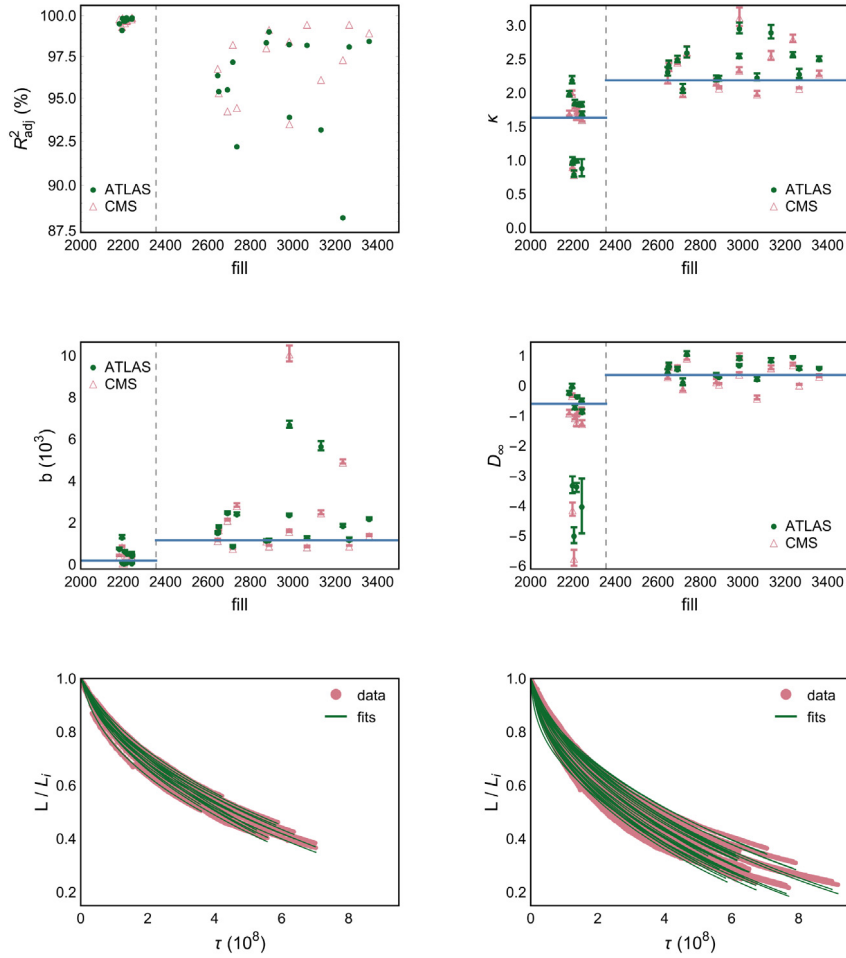 100.0
97.5
95.0
92.5
90.0
87.5
R²adj (%)
ATLAS
CMS
2000 2200 2400 2600 2800 3000 3200 3400
fill
3.0
2.5
2.0
1.5
1.0
0.5
0.0
κ
ATLAS
CMS
2000 2200 2400 2600 2800 3000 3200 3400
fill
10
8
6
4
2
0
b (10³)
ATLAS
CMS
2000 2200 2400 2600 2800 3000 3200 3400
fill
1
0
−1
−2
−3
−4
−5
−6
D∞
ATLAS
CMS
2000 2200 2400 2600 2800 3000 3200 3400
fill
1.0
0.8
0.6
0.4
0.2
L / Li
data
fits
0 2 4 6 8
τ (10⁸)
1.0
0.8
0.6
0.4
0.2
L / Li
data
fits
0 2 4 6 8
τ (10⁸)